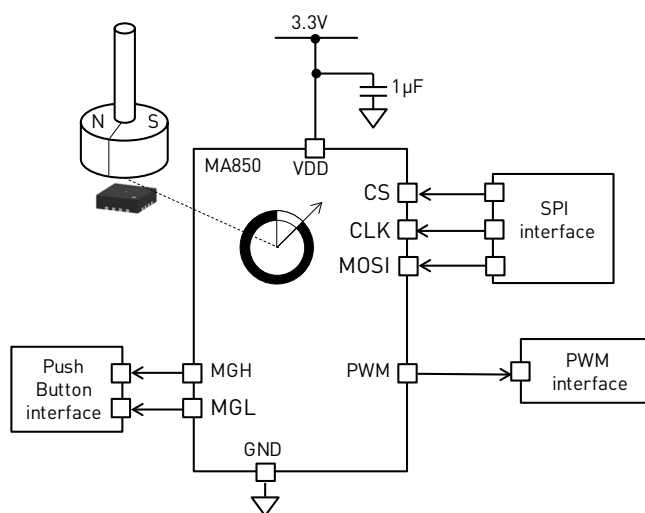 3.3V
1µF
N S
MA850
VDD
CS
CLK
MOSI
SPI
interface
MGH
MGL
PWM
GND
Push
Button
interface
PWM
interface